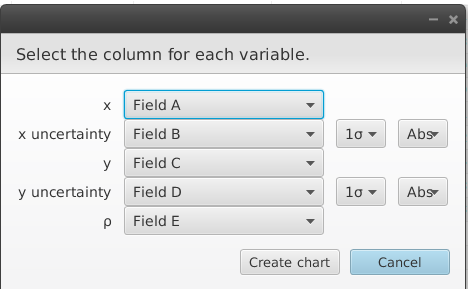 Select the column for each variable.
x Field A
x uncertainty Field B 1σ Abs
y Field C
y uncertainty Field D 1σ Abs
ρ Field E
Create chart Cancel